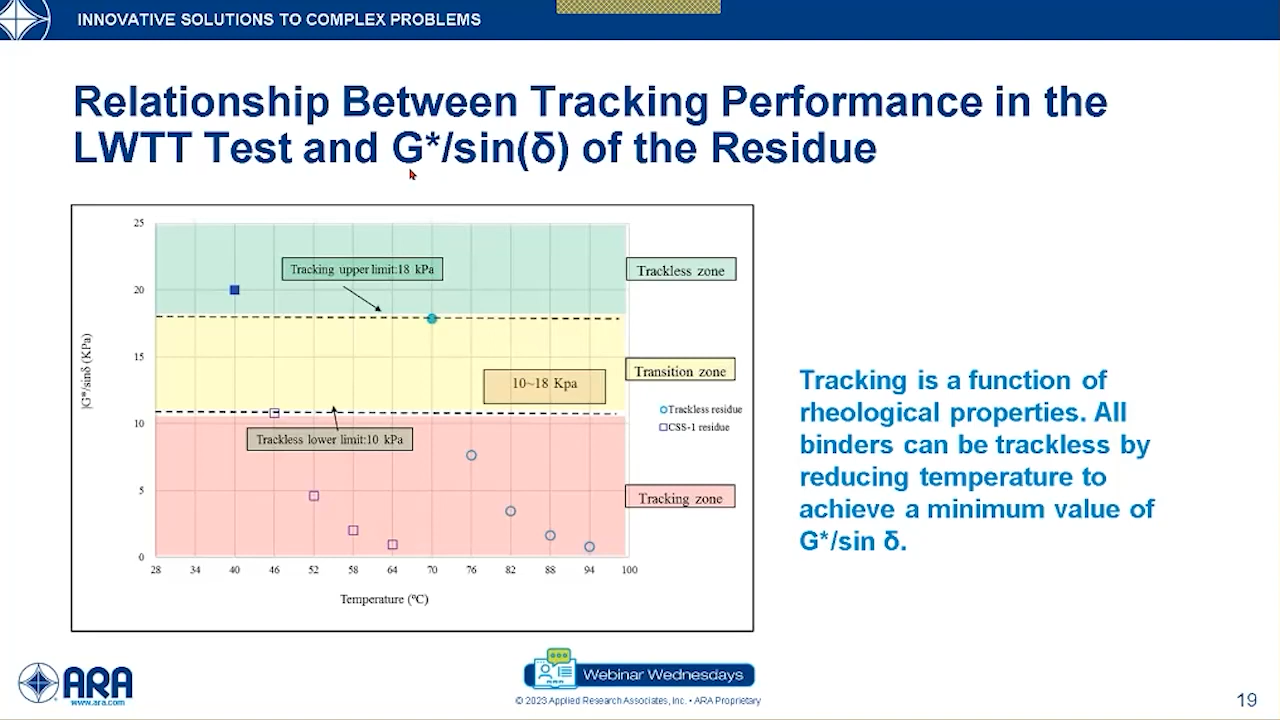 INNOVATIVE SOLUTIONS TO COMPLEX PROBLEMS
Relationship Between Tracking Performance in the
LWTT Test and G*/sin(δ) of the Residue
25
20
15
10
5
0
|G*/sinδ (KPa)
28 34 40 46 52 58 64 70 76 82 88 94 100
Temperature (ºC)
Tracking upper limit:18 kPa
10~18 Kpa
Trackless lower limit:10 kPa
Trackless zone
Transition zone
Trackless residue
CSS-1 residue
Tracking zone
Tracking is a function of
rheological properties. All
binders can be trackless by
reducing temperature to
achieve a minimum value of
G*/sin δ.
ARA
www.ara.com
ARA
Webinar Wednesdays
© 2023 Applied Research Associates, Inc. • ARA Proprietary
19